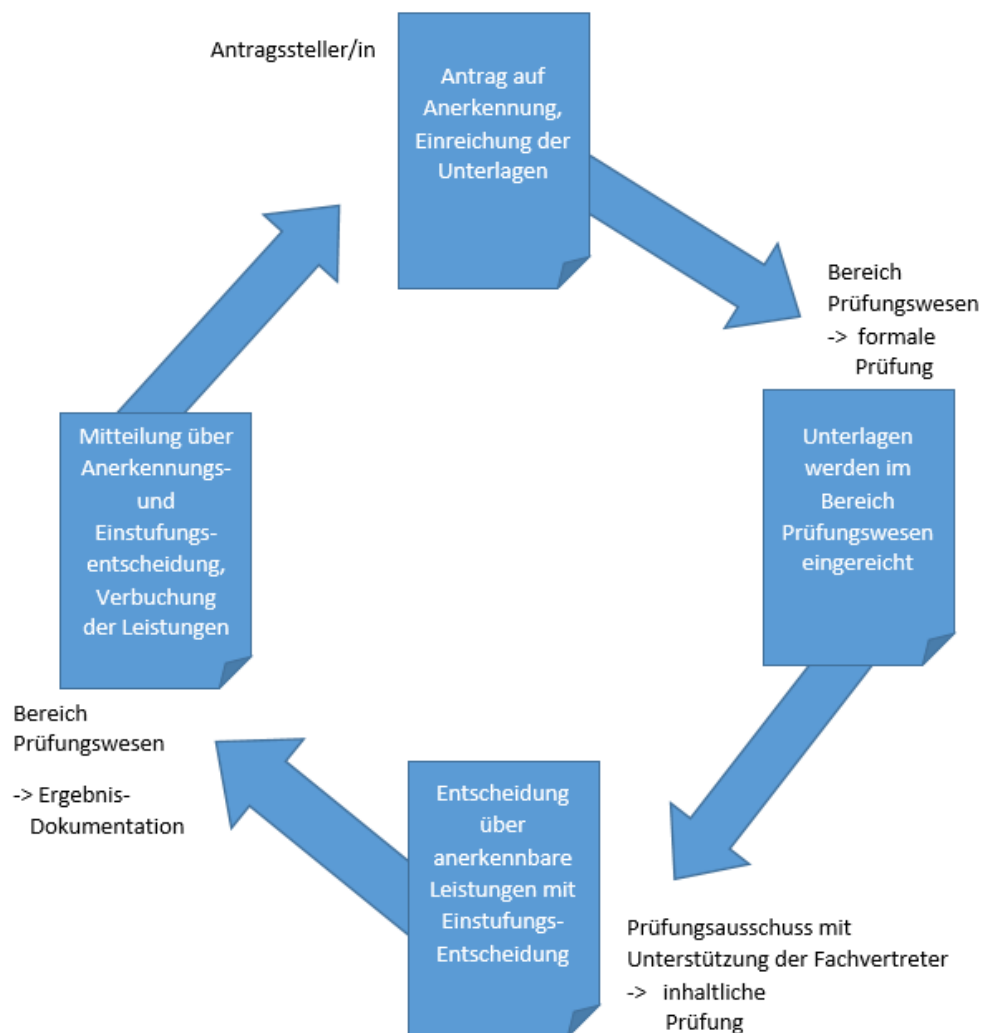 Antragssteller/in
Antrag auf
Anerkennung,
Einreichung der
Unterlagen
Bereich
Prüfungswesen
-> formale
Prüfung
Unterlagen
werden im
Bereich
Prüfungswesen
eingereicht
Prüfungsausschuss mit
Unterstützung der Fachvertreter
-> inhaltliche
Prüfung
Entscheidung
über
anerkennbare
Leistungen mit
Einstufungs-
Entscheidung
Bereich
Prüfungswesen
-> Ergebnis-
Dokumentation
Mitteilung über
Anerkennungs-
und
Einstufungs-
entscheidung,
Verbuchung
der Leistungen